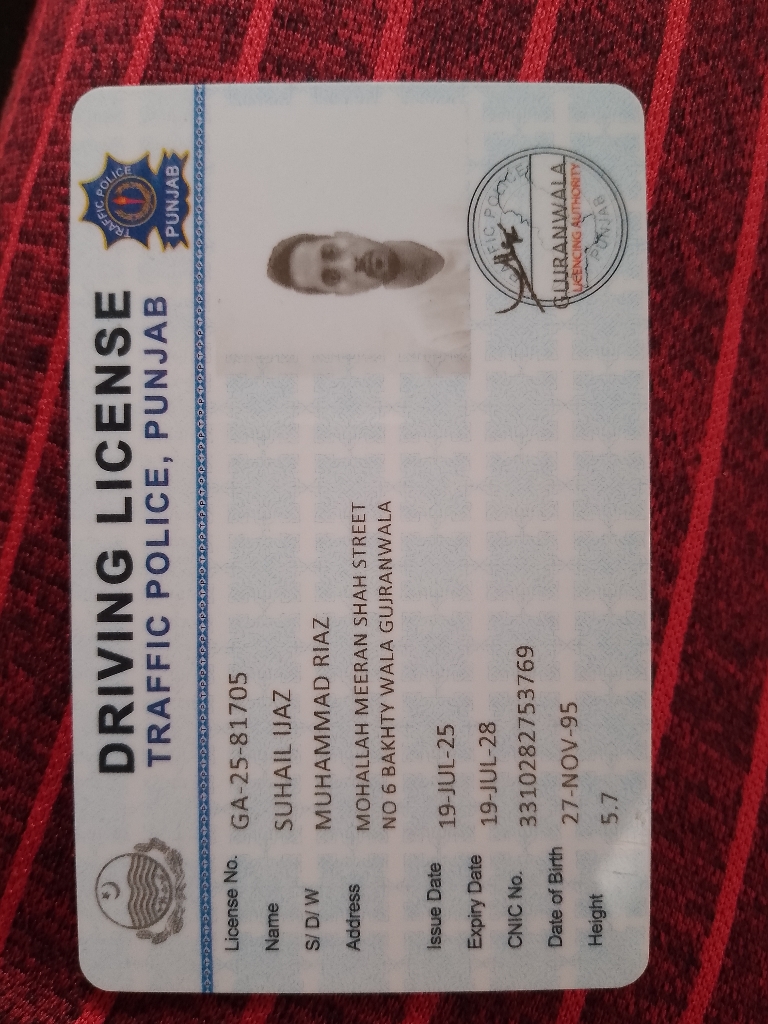 DRIVING LICENSE
TRAFFIC POLICE, PUNJAB
TRAFFIC POLICE
PUNJAB
License No. GA-25-81705
Name SUHAIL IJAZ
S/ D/ W MUHAMMAD RIAZ
Address MOHALLAH MEERAN SHAH STREET
NO 6 BAKHTY WALA GUJRANWALA
Issue Date 19-JUL-25
Expiry Date 19-JUL-28
CNIC No. 3310282753769
Date of Birth 27-NOV-95
Height 5.7
TRAFFIC POLICE
GUJRANWALA
LICENCING AUTHORITY
PUNJAB